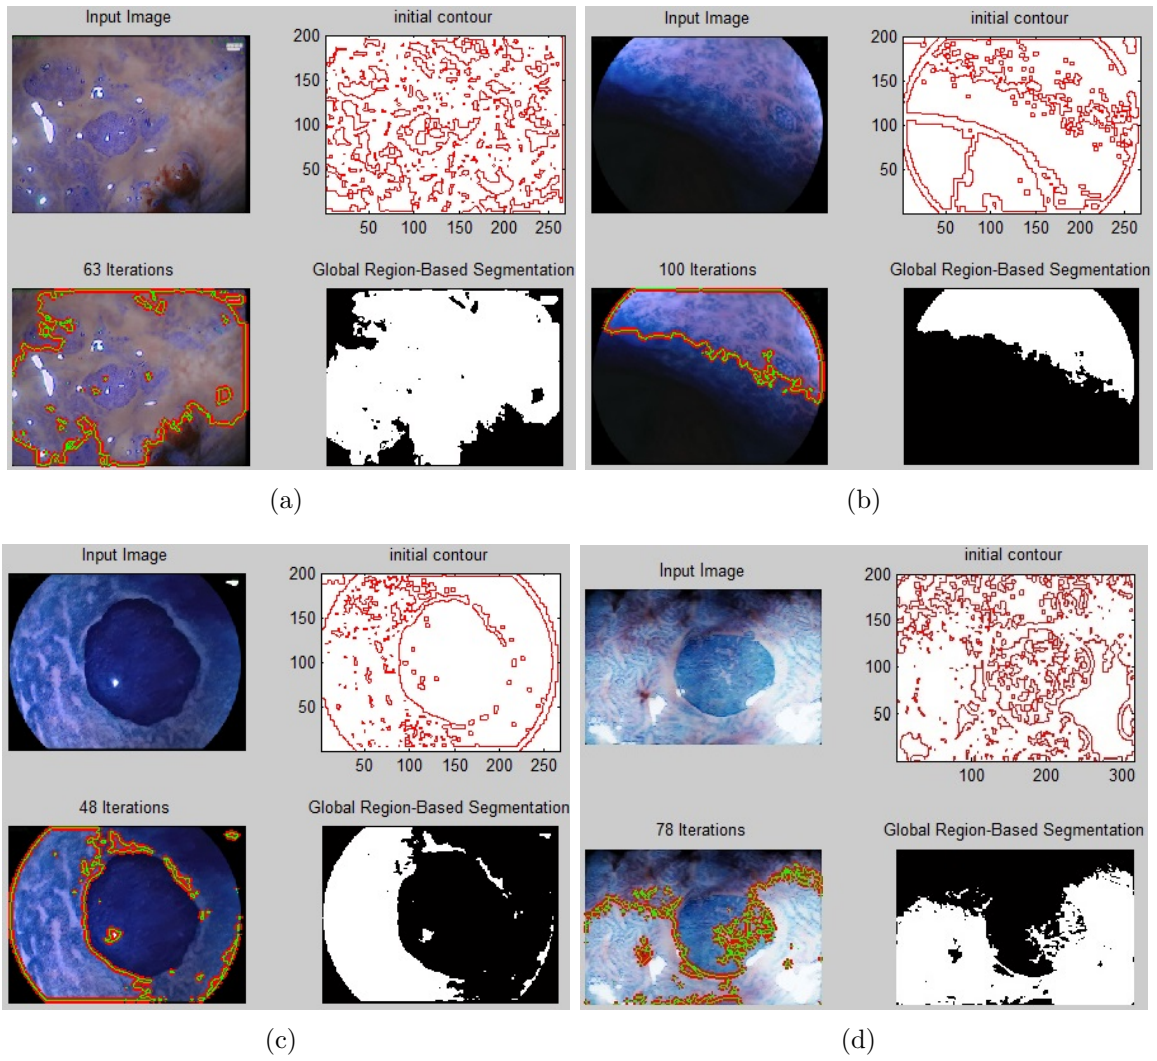 Input Image
initial contour
200
150
100
50
50 100 150 200 250
63 Iterations
Global Region-Based Segmentation
(a)
Input Image
initial contour
200
150
100
50
50 100 150 200 250
100 Iterations
Global Region-Based Segmentation
(b)
Input Image
initial contour
200
150
100
50
50 100 150 200 250
48 Iterations
Global Region-Based Segmentation
(c)
Input Image
initial contour
200
150
100
50
100 200 300
78 Iterations
Global Region-Based Segmentation
(d)